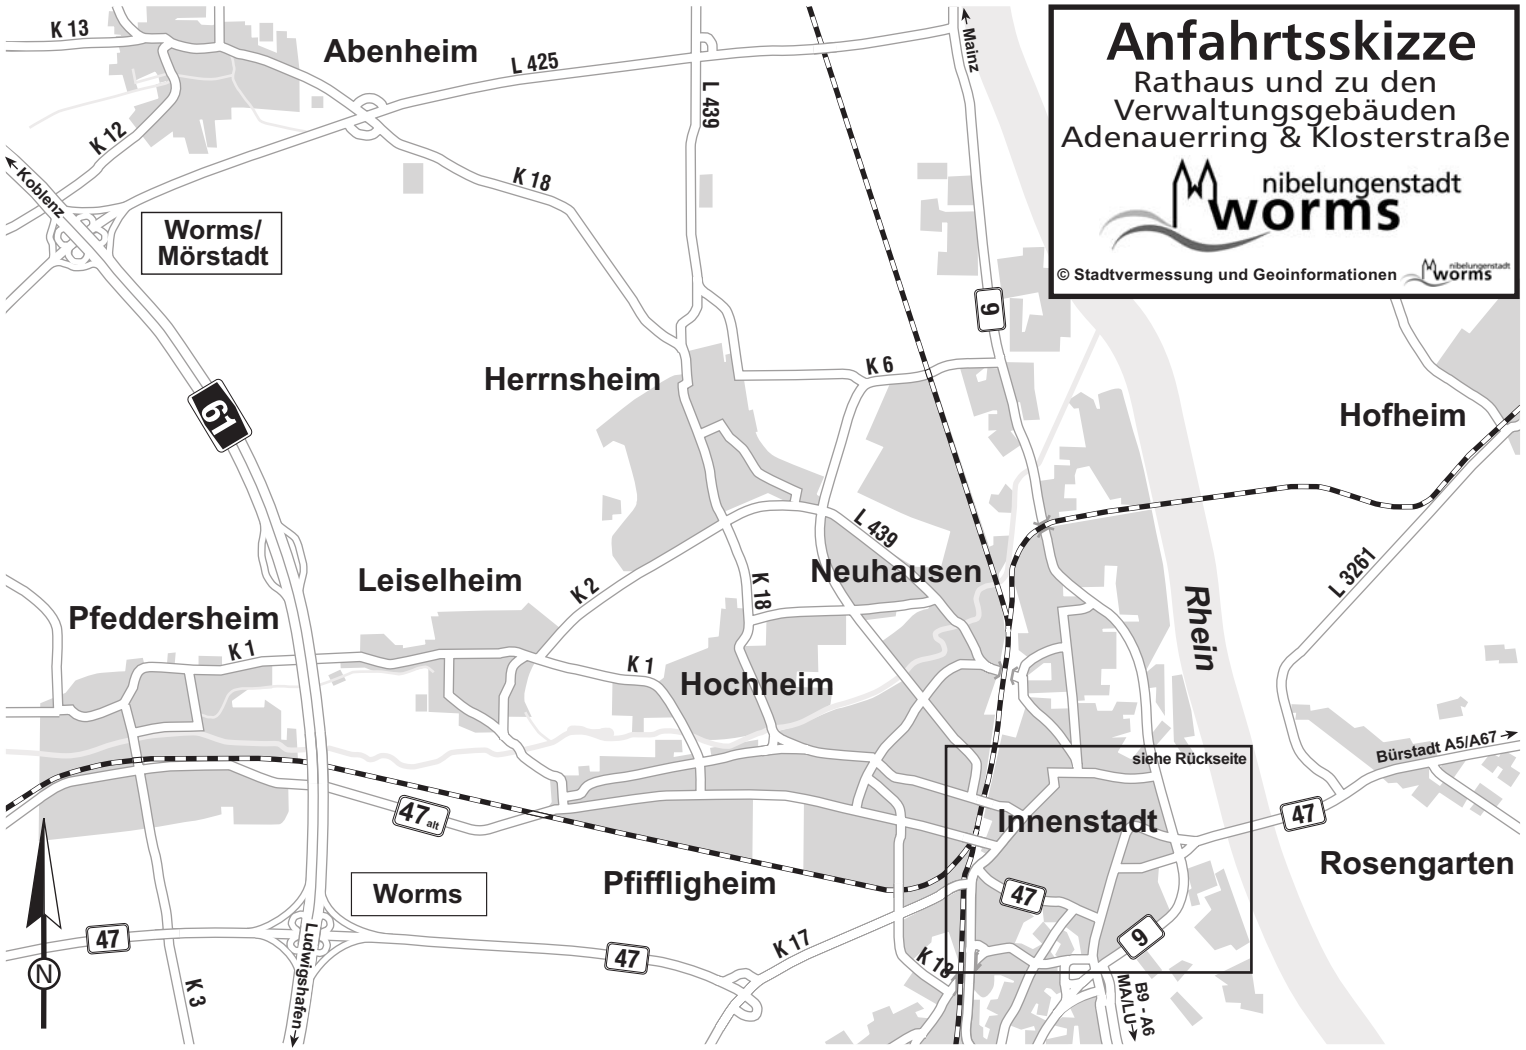 Anfahrtsskizze
Rathaus und zu den
Verwaltungsgebäuden
Adenauerring & Klosterstraße
nibelungenstadt
worms
© Stadtvermessung und Geoinformationen
nibelungenstadt
worms
K 13
Abenheim
L 425
Mainz
L 439
K 12
K 18
Koblenz
Worms/
Mörstadt
9
61
Herrnsheim
K 6
Hofheim
L 439
Leiselheim
K 2
K 18
Neuhausen
L 3261
Pfeddersheim
K 1
K 1
Hochheim
Rhein
siehe Rückseite
Bürstadt A5/A67
47 alt
Innenstadt
47
Rosengarten
Pfiffligheim
Worms
47
47
Ludwigshafen
47
K 17
9
K 18
K 3
B9 - A6
MA/LU
N